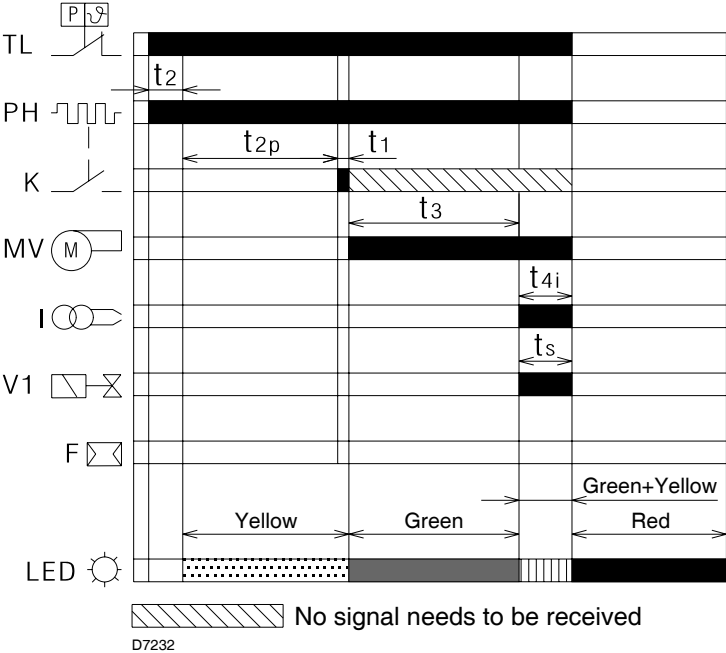 P ϑ
TL
t2
PH
t2p t1
K
t3
MV M
t4i
I
ts
V1
F
Green+Yellow
Yellow Green Red
LED
No signal needs to be received
D7232